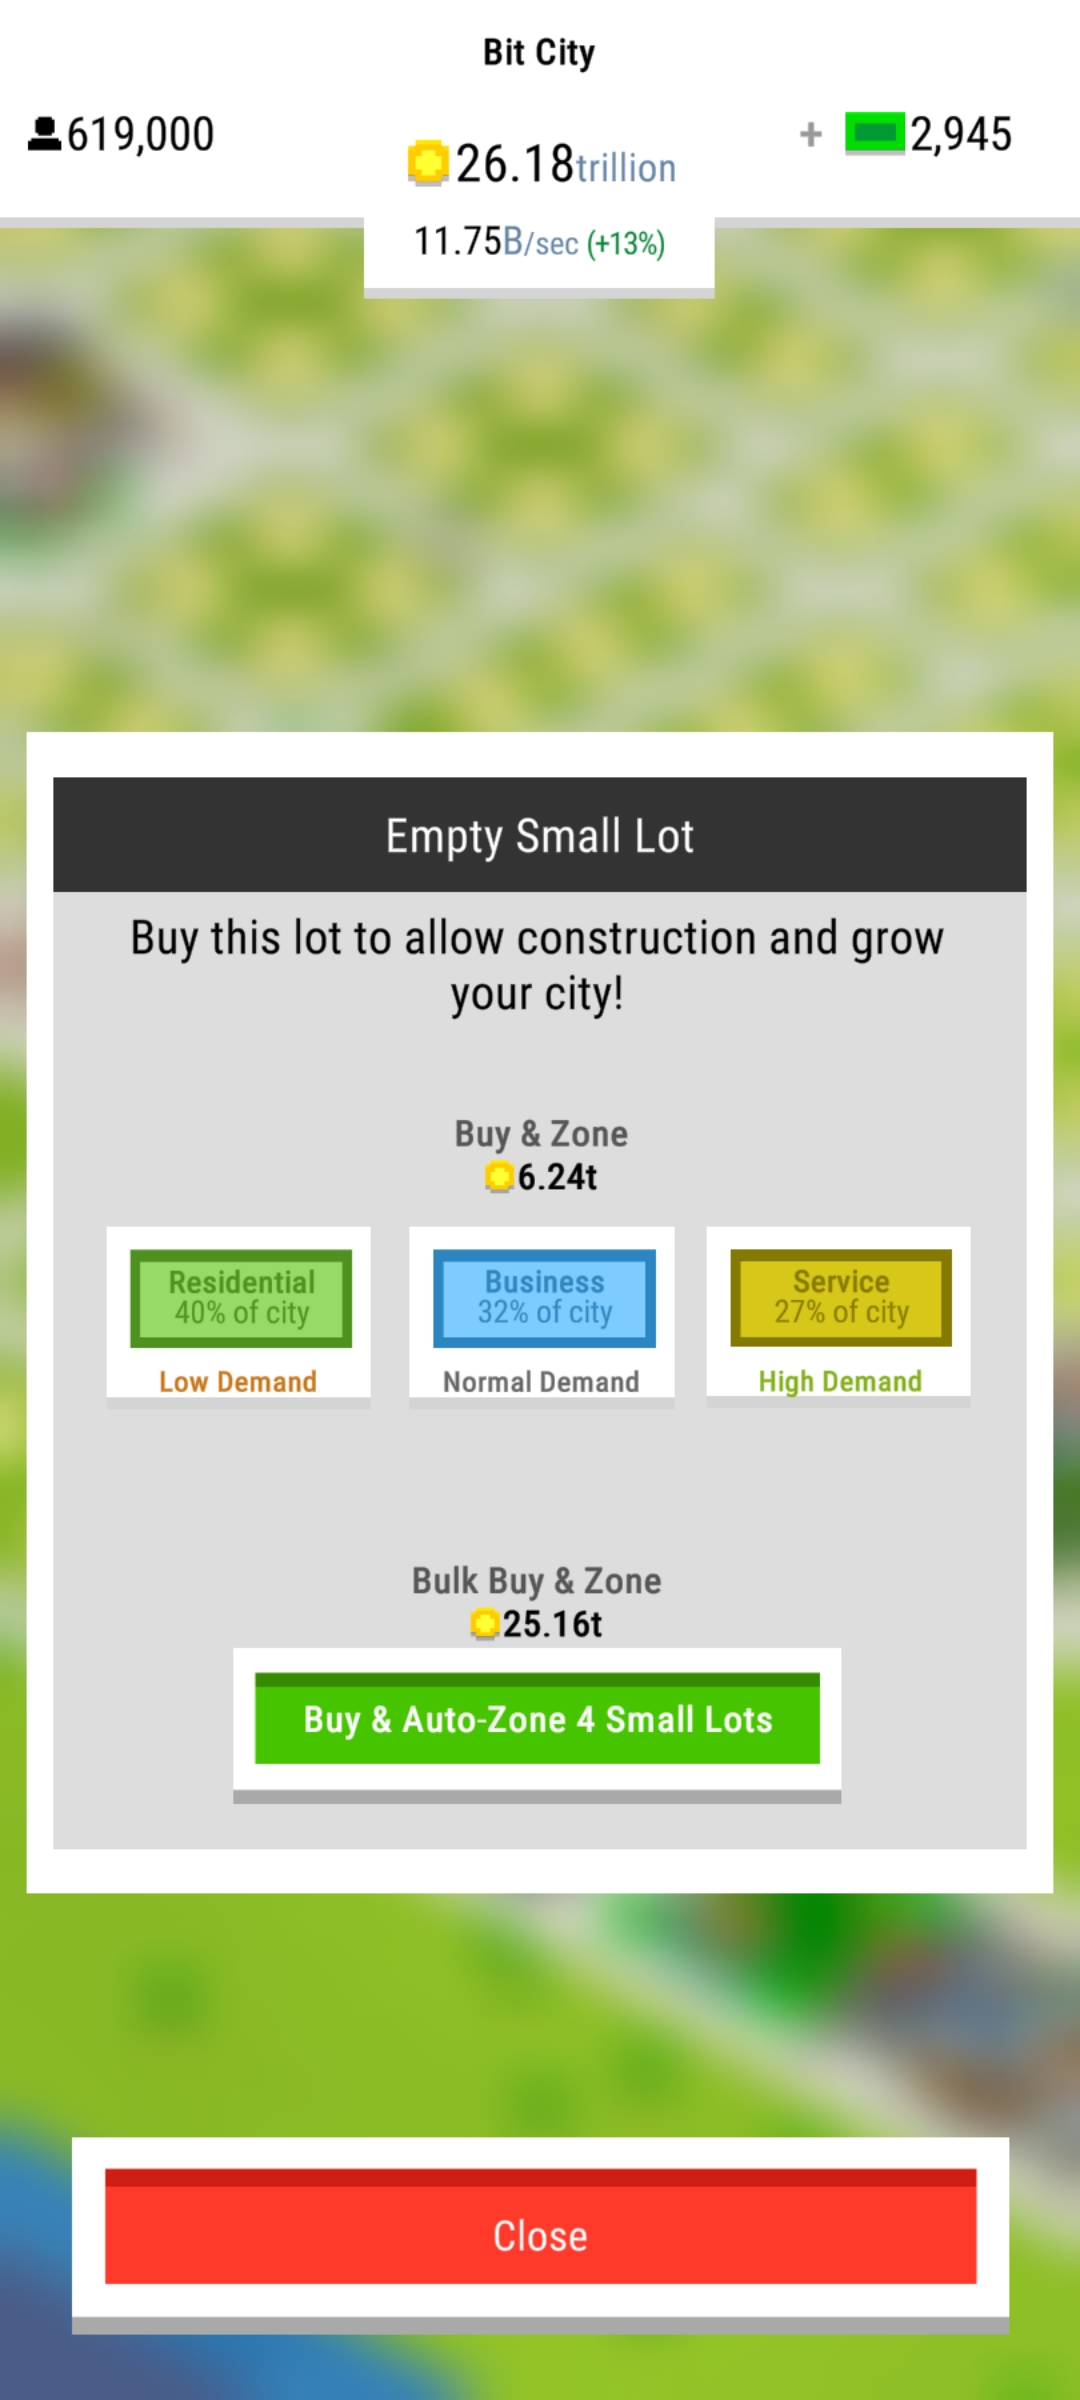 Bit City
619,000
26.18trillion
+ 2,945
11.75B/sec (+13%)
Empty Small Lot
Buy this lot to allow construction and grow
your city!
Buy & Zone
6.24t
Residential
40% of city
Low Demand
Business
32% of city
Normal Demand
Service
27% of city
High Demand
Bulk Buy & Zone
25.16t
Buy & Auto-Zone 4 Small Lots
Close